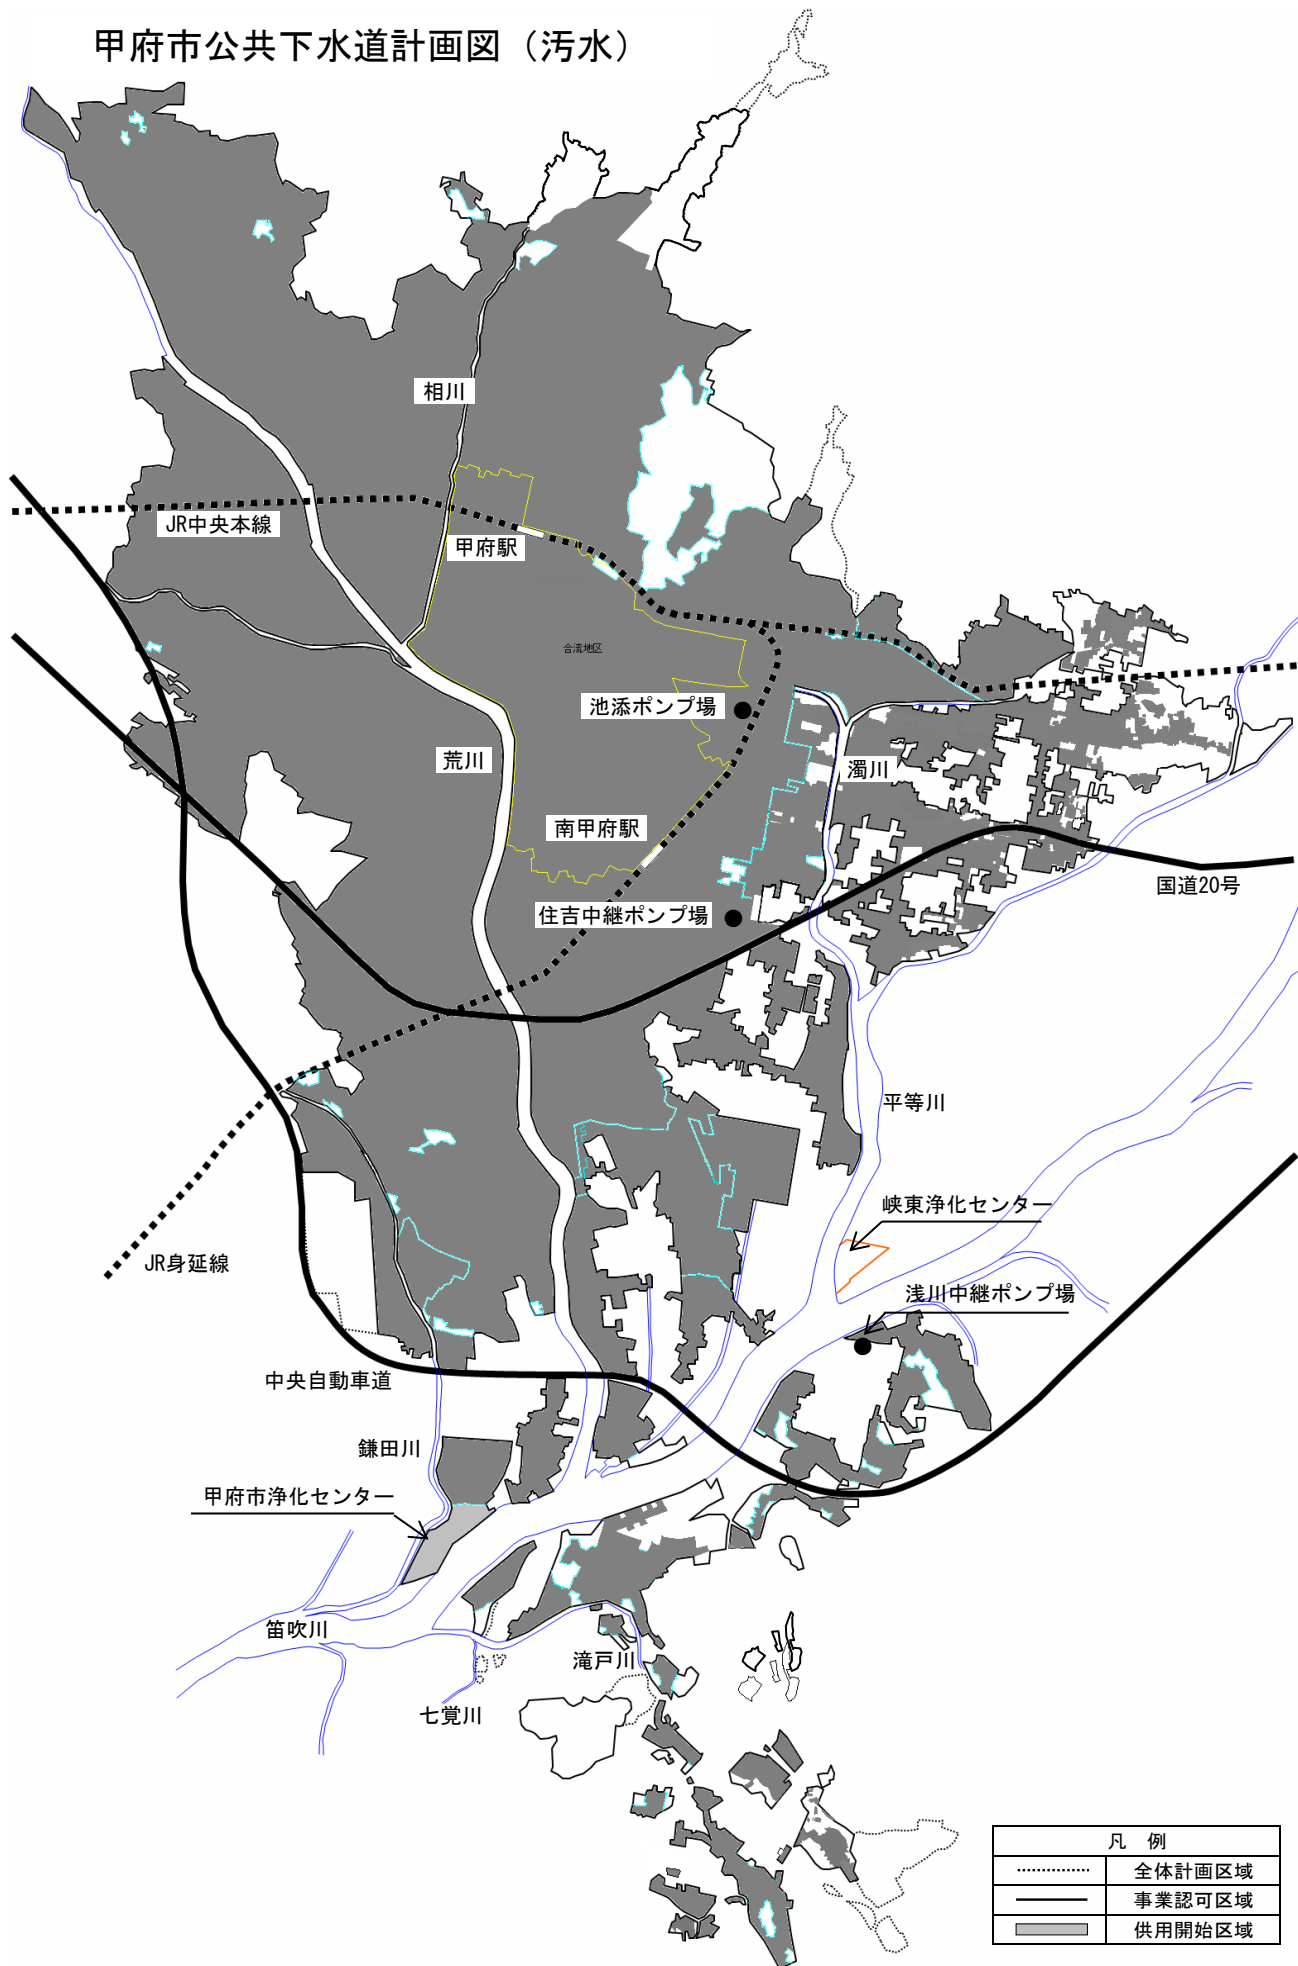 甲府市公共下水道計画図（汚水）
相川
JR中央本線
甲府駅
合流地区
池添ポンプ場
荒川
濁川
南甲府駅
国道20号
住吉中継ポンプ場
平等川
峡東浄化センター
JR身延線
浅川中継ポンプ場
中央自動車道
鎌田川
甲府市浄化センター
笛吹川
滝戸川
七覚川
凡 例
全体計画区域
事業認可区域
供用開始区域